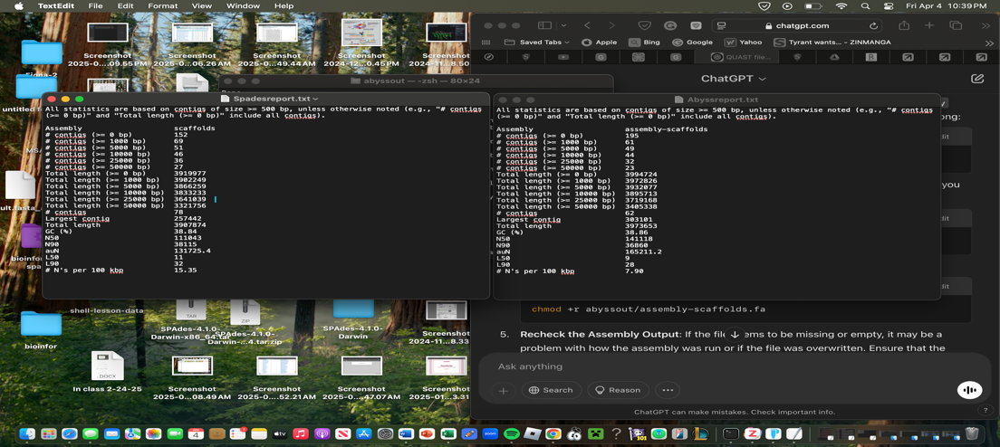 TextEdit File Edit Format View Window Help
Fri Apr 4 10:39 PM
chatgpt.com
Saved Tabs Apple Bing Google Yahoo Tyrant wants... – ZINMANGA
QUAST file...
ChatGPT
Screenshot
2025-0...09.55 PM
Screenshot
2025-0...06.26 AM
Screenshot
2025-0...49.44 AM
Screenshot
2024-12...0.45 PM
Screenshot
2024-11...8.50
abyssout — -zsh — 80×24
Spadesreport.txt
All statistics are based on contigs of size >= 500 bp, unless otherwise noted (e.g., "# contigs
(>= 0 bp)" and "Total length (>= 0 bp)" include all contigs).
Assembly scaffolds
# contigs (>= 0 bp) 152
# contigs (>= 1000 bp) 69
# contigs (>= 5000 bp) 51
# contigs (>= 10000 bp) 46
# contigs (>= 25000 bp) 36
# contigs (>= 50000 bp) 27
Total length (>= 0 bp) 3919977
Total length (>= 1000 bp) 3902249
Total length (>= 5000 bp) 3866259
Total length (>= 10000 bp) 3833233
Total length (>= 25000 bp) 3641039
Total length (>= 50000 bp) 3321756
# contigs 78
Largest contig 257442
Total length 3907874
GC (%) 38.84
N50 111043
N90 38115
auN 131725.4
L50 11
L90 32
# N's per 100 kbp 15.35
Abyssreport.txt
All statistics are based on contigs of size >= 500 bp, unless otherwise noted (e.g., "# contigs
(>= 0 bp)" and "Total length (>= 0 bp)" include all contigs).
Assembly assembly-scaffolds
# contigs (>= 0 bp) 195
# contigs (>= 1000 bp) 61
# contigs (>= 5000 bp) 49
# contigs (>= 10000 bp) 44
# contigs (>= 25000 bp) 32
# contigs (>= 50000 bp) 23
Total length (>= 0 bp) 3994724
Total length (>= 1000 bp) 3972826
Total length (>= 5000 bp) 3932077
Total length (>= 10000 bp) 3895713
Total length (>= 25000 bp) 3719168
Total length (>= 50000 bp) 3405338
# contigs 62
Largest contig 303101
Total length 3973653
GC (%) 38.86
N50 141118
N90 36860
auN 165211.2
L50 9
L90 28
# N's per 100 kbp 7.90
you
chmod +r abyssout/assembly-scaffolds.fa
5. Recheck the Assembly Output: If the file ems to be missing or empty, it may be a
problem with how the assembly was run or if the file was overwritten. Ensure that the
Ask anything
Search Reason
ChatGPT can make mistakes. Check important info.
shell-lesson-data
bioinfor
SPAdes-4.1.0-
Darwin-x86_64.tar
SPAdes-4.1.0-
Darwin-...4.tar.zip
SPAdes-4.1.0-
Darwin
Screenshot
2024-11...8.33
.DOCX
In class 2-24-25
Screenshot
2025-0...08.49 AM
Screenshot
2025-0....52.21 AM
Screenshot
2025-0...47.07 AM
Screenshot
2025-0...3.31